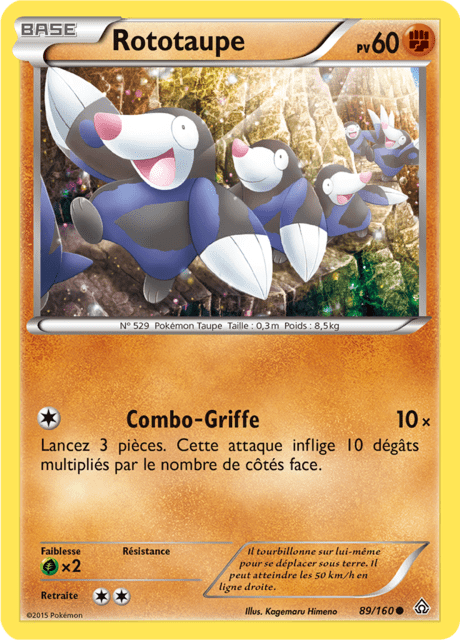 BASE
Rototaupe
PV60
N° 529 Pokémon Taupe Taille : 0,3m Poids : 8,5kg
Combo-Griffe 10×
Lancez 3 pièces. Cette attaque inflige 10 dégâts
multipliés par le nombre de côtés face.
Faiblesse
×2
Résistance
Retraite
Il tourbillonne sur lui-même
pour se déplacer sous terre. Il
peut atteindre les 50 km/h en
ligne droite.
©2015 Pokémon
Illus. Kagemaru Himeno
89/160